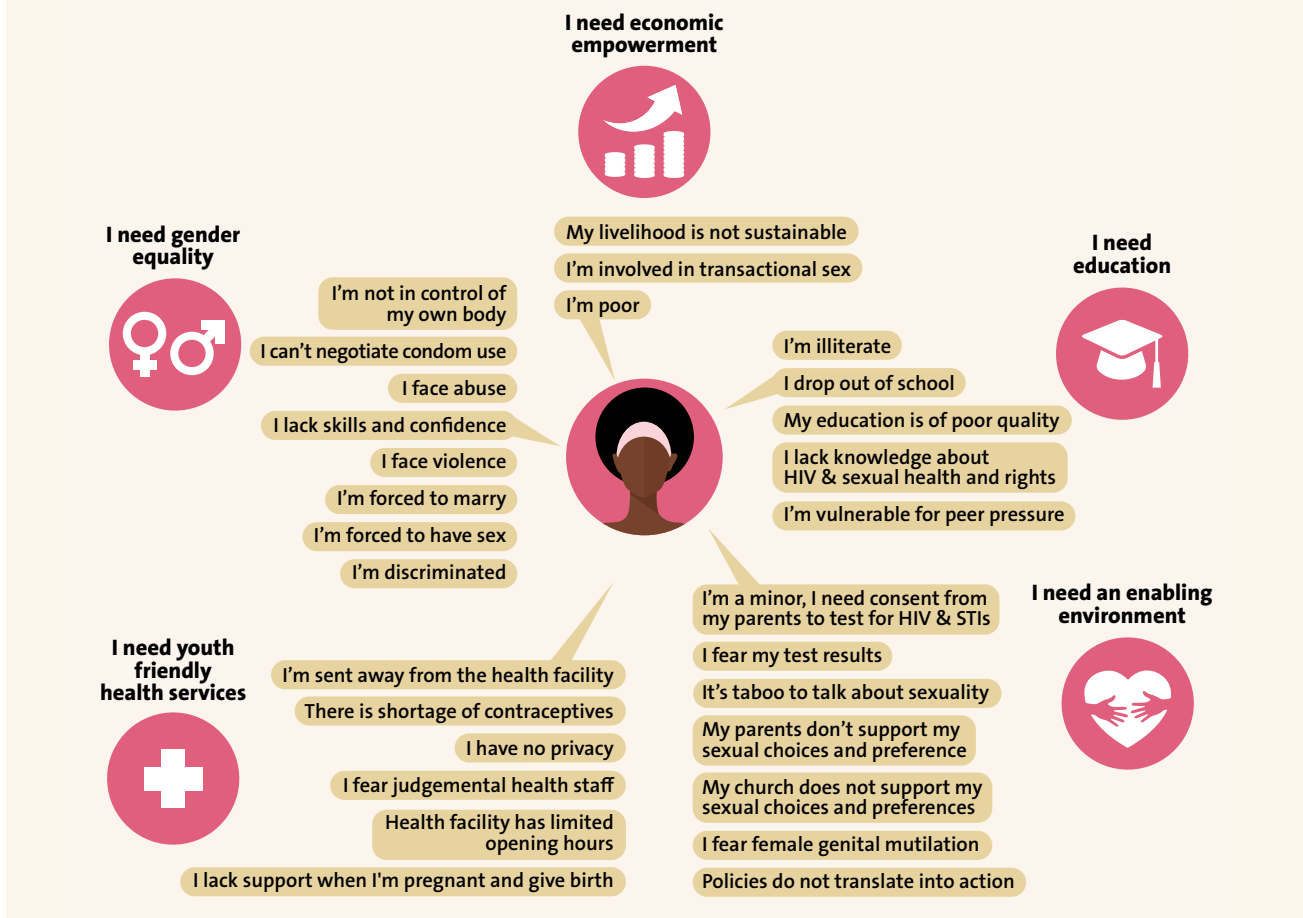 I need economic
empowerment
My livelihood is not sustainable
I'm involved in transactional sex
I'm poor
I need gender
equality
I'm not in control of
my own body
I can't negotiate condom use
I face abuse
I lack skills and confidence
I face violence
I'm forced to marry
I'm forced to have sex
I'm discriminated
I need
education
I'm illiterate
I drop out of school
My education is of poor quality
I lack knowledge about
HIV & sexual health and rights
I'm vulnerable for peer pressure
I need youth
friendly
health services
I'm sent away from the health facility
There is shortage of contraceptives
I have no privacy
I fear judgemental health staff
Health facility has limited
opening hours
I lack support when I'm pregnant and give birth
I need an enabling
environment
I'm a minor, I need consent from
my parents to test for HIV & STIs
I fear my test results
It's taboo to talk about sexuality
My parents don't support my
sexual choices and preference
My church does not support my
sexual choices and preferences
I fear female genital mutilation
Policies do not translate into action